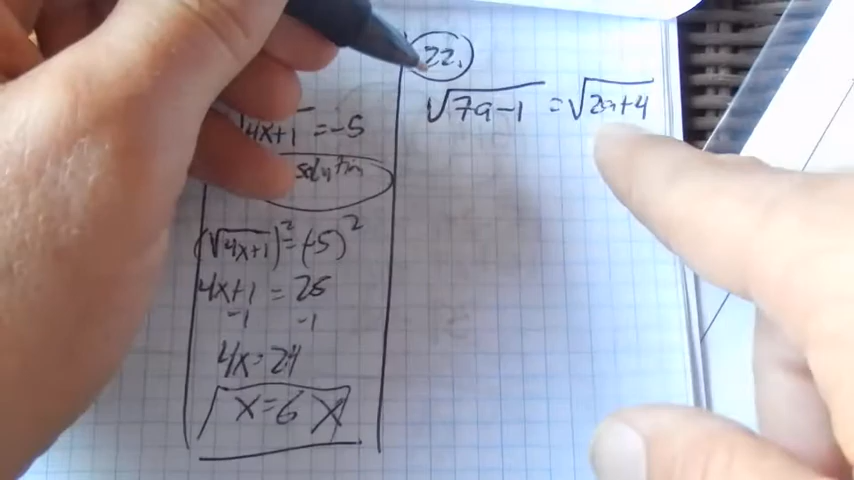 √4x+1 = -5
solution
(√4x+1)² = (-5)²
4x+1 = 25
-1 -1
4x = 24
x=6 X
22.
√7a-1 = √2a+4